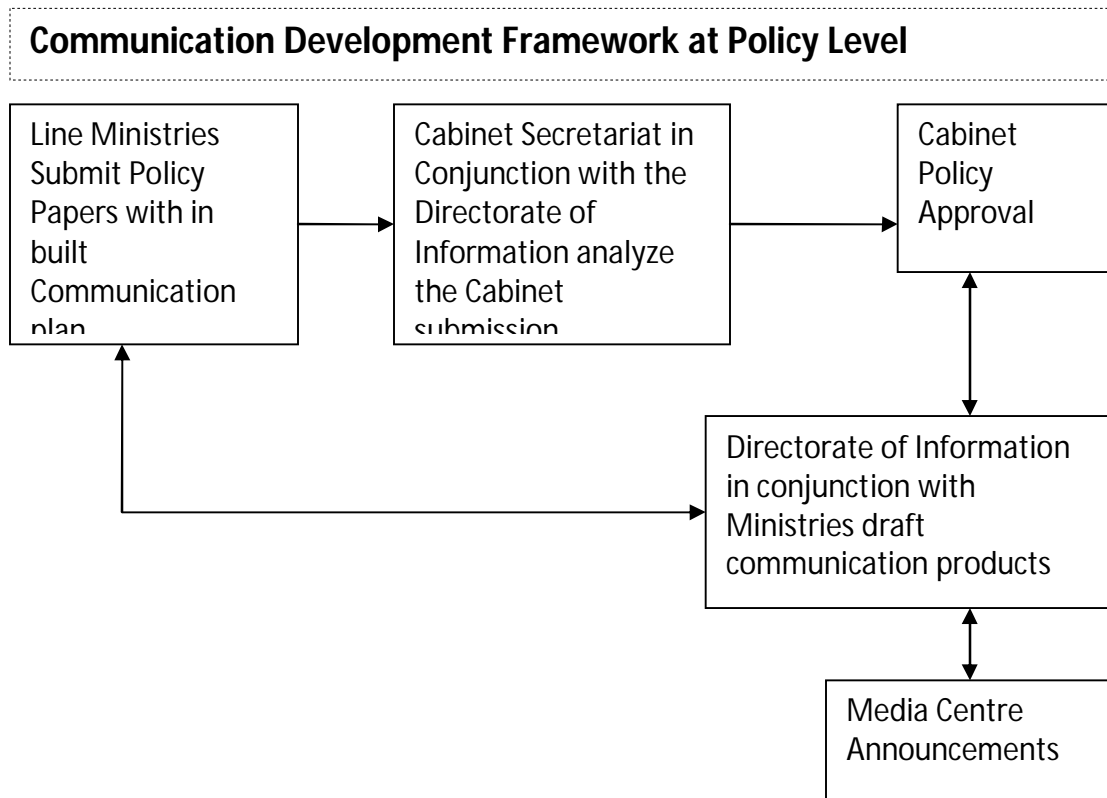 Communication Development Framework at Policy Level
Line Ministries
Submit Policy
Papers with in
built
Communication
plan
Cabinet Secretariat in
Conjunction with the
Directorate of
Information analyze
the Cabinet
submission
Cabinet
Policy
Approval
Directorate of Information
in conjunction with
Ministries draft
communication products
Media Centre
Announcements